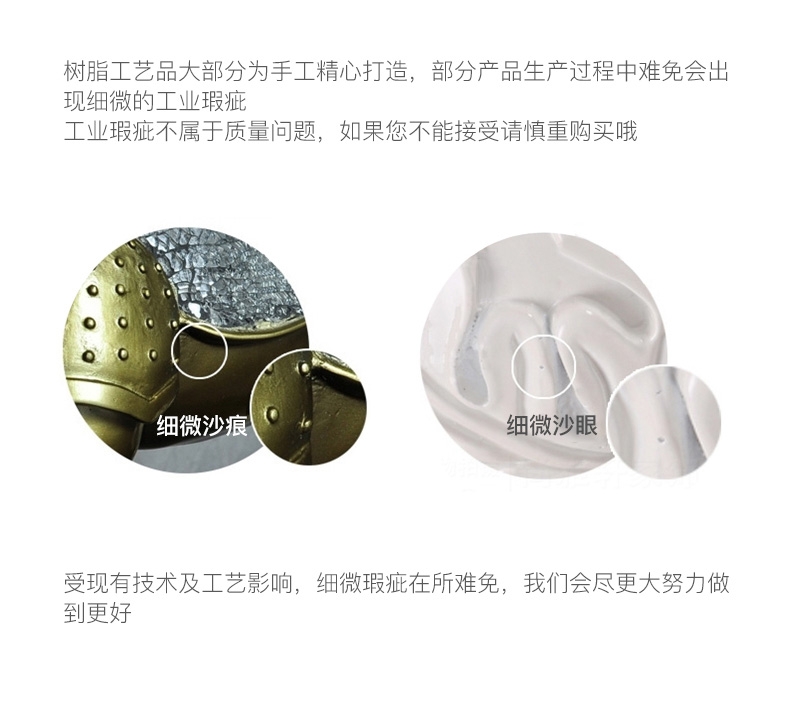 树脂工艺品大部分为手工精心打造，部分产品生产过程中难免会出
现细微的工业瑕疵
工业瑕疵不属于质量问题，如果您不能接受请慎重购买哦
细微沙痕
细微沙眼
受现有技术及工艺影响，细微瑕疵在所难免，我们会尽更大努力做
到更好